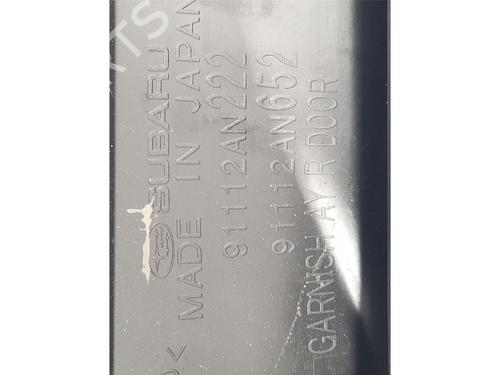 SUBARU
< MADE IN JAPAN
91112AN222
91112AN652
GARNISH AY R DOOR